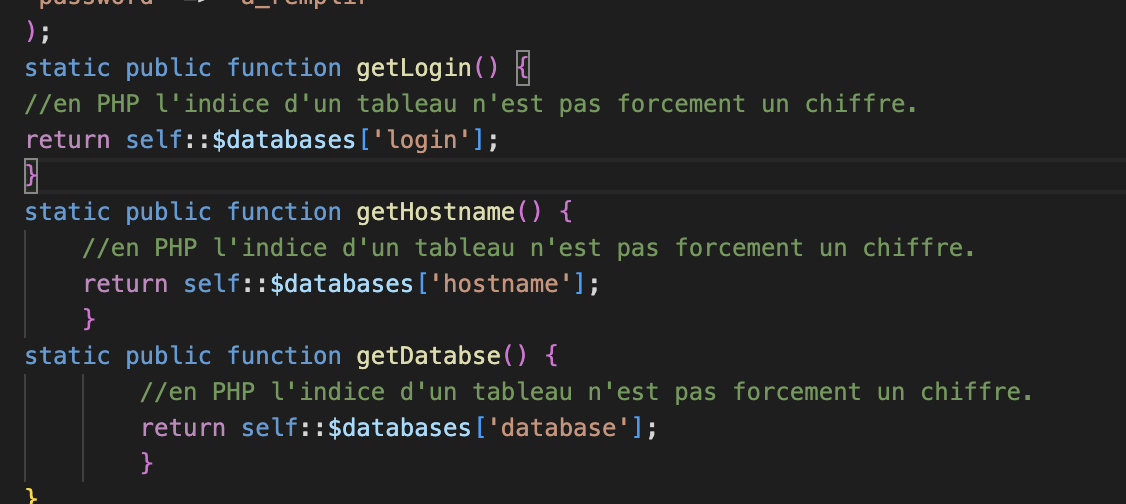 'password' => 'a_remplir'
);
static public function getLogin() {
//en PHP l'indice d'un tableau n'est pas forcement un chiffre.
return self::$databases['login'];
}
static public function getHostname() {
//en PHP l'indice d'un tableau n'est pas forcement un chiffre.
return self::$databases['hostname'];
}
static public function getDatabse() {
//en PHP l'indice d'un tableau n'est pas forcement un chiffre.
return self::$databases['database'];
}
}